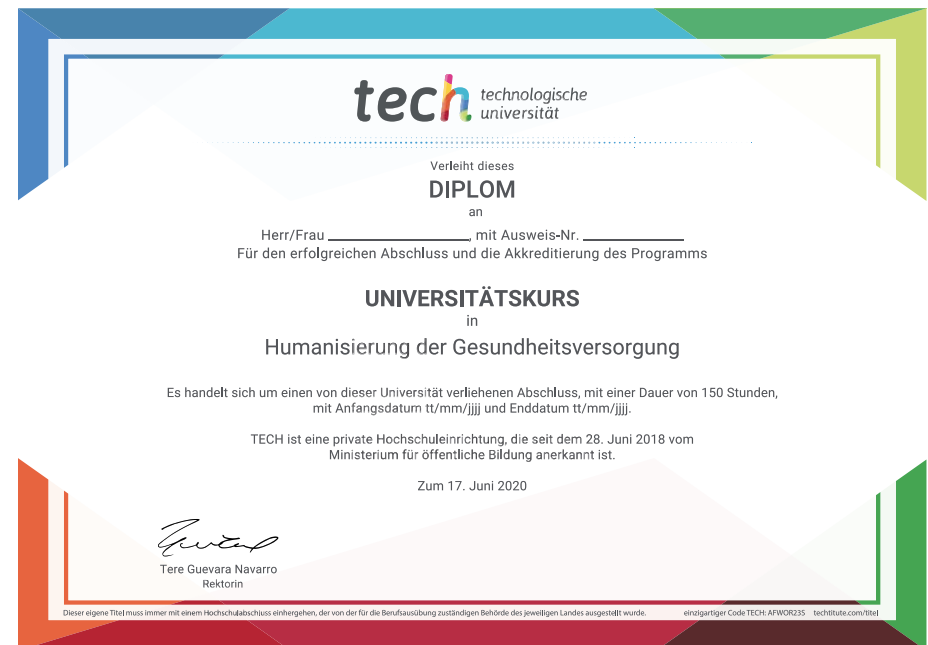 tech technologische
universität
Verleiht dieses
DIPLOM
an
Herr/Frau ____________________, mit Ausweis-Nr. ______________
Für den erfolgreichen Abschluss und die Akkreditierung des Programms
UNIVERSITÄTSKURS
in
Humanisierung der Gesundheitsversorgung
Es handelt sich um einen von dieser Universität verliehenen Abschluss, mit einer Dauer von 150 Stunden,
mit Anfangsdatum tt/mm/jjjj und Enddatum tt/mm/jjjj.
TECH ist eine private Hochschuleinrichtung, die seit dem 28. Juni 2018 vom
Ministerium für öffentliche Bildung anerkannt ist.
Zum 17. Juni 2020
Tere Guevara Navarro
Rektorin
Dieser eigene Titel muss immer mit einem Hochschulabschluss einhergehen, der von der für die Berufsausübung zuständigen Behörde des jeweiligen Landes ausgestellt wurde. einzigartiger Code TECH: AFWOR23S techtitute.com/titel